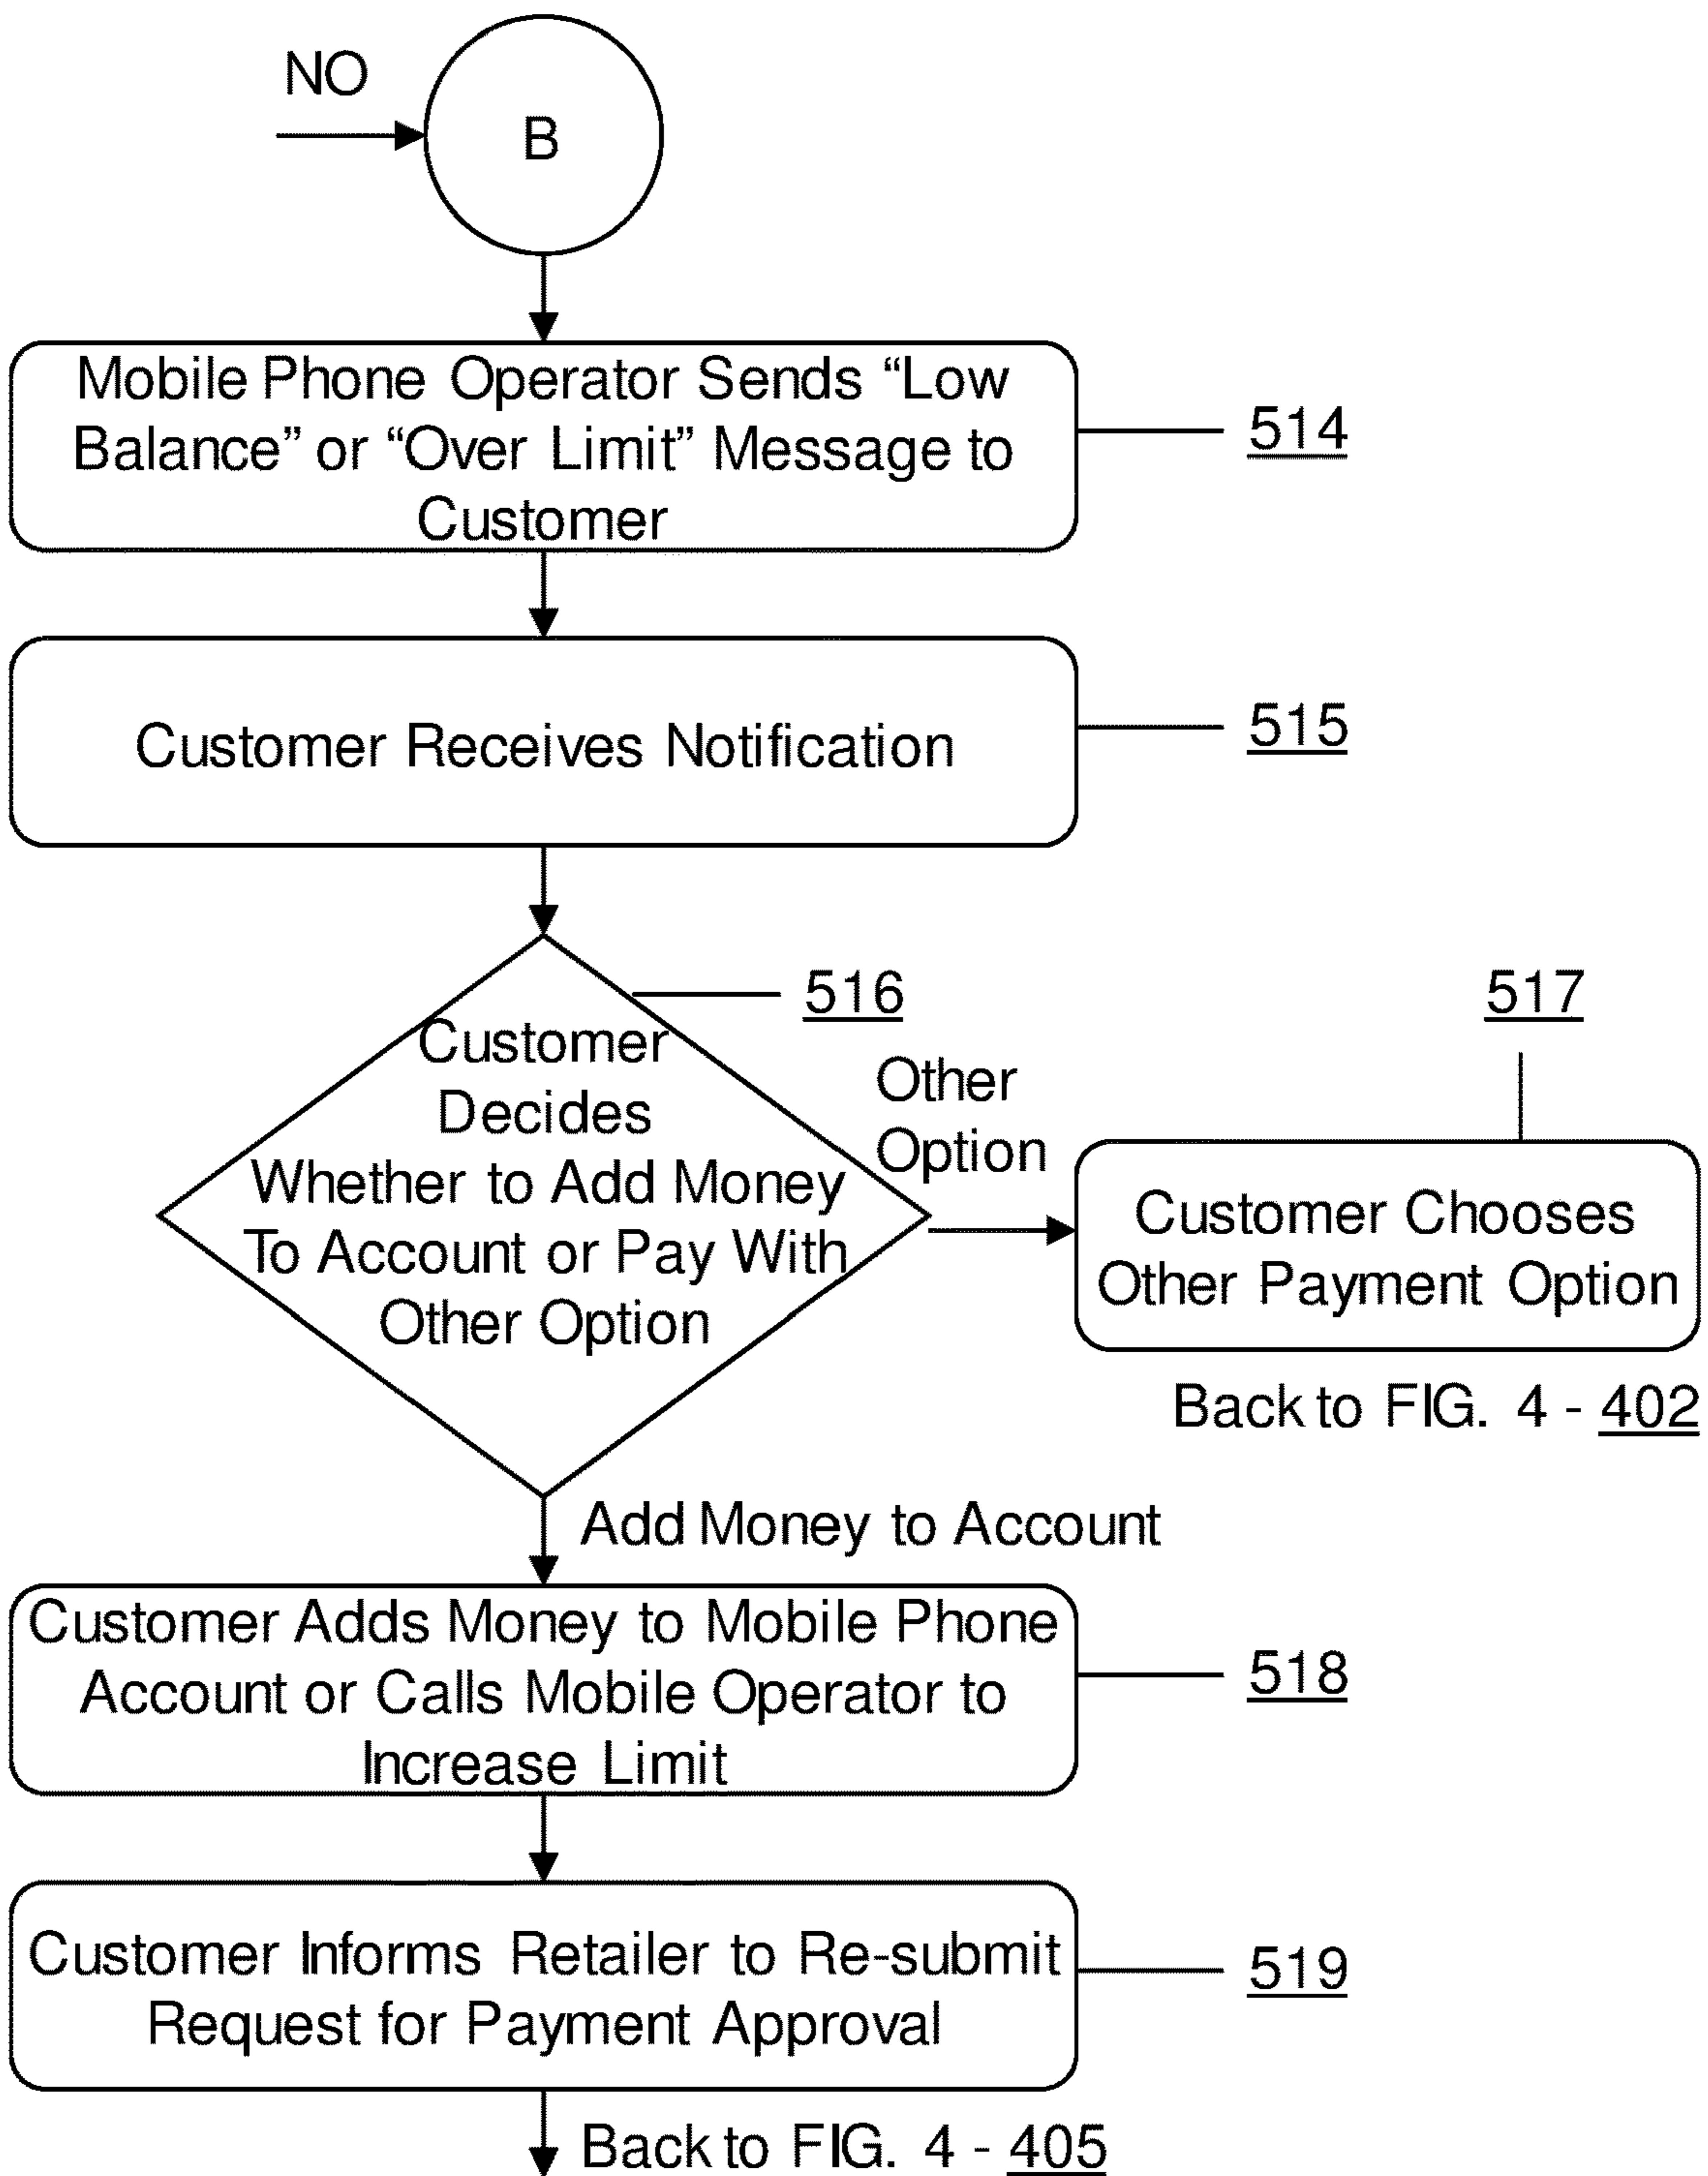 NO
B
Mobile Phone Operator Sends “Low
Balance” or “Over Limit” Message to
Customer
514
Customer Receives Notification
515
516
517
Customer
Decides
Whether to Add Money
To Account or Pay With
Other Option
Other
Option
Customer Chooses
Other Payment Option
Back to FIG. 4 - 402
Add Money to Account
Customer Adds Money to Mobile Phone
Account or Calls Mobile Operator to
Increase Limit
518
Customer Informs Retailer to Re-submit
Request for Payment Approval
519
Back to FIG. 4 - 405